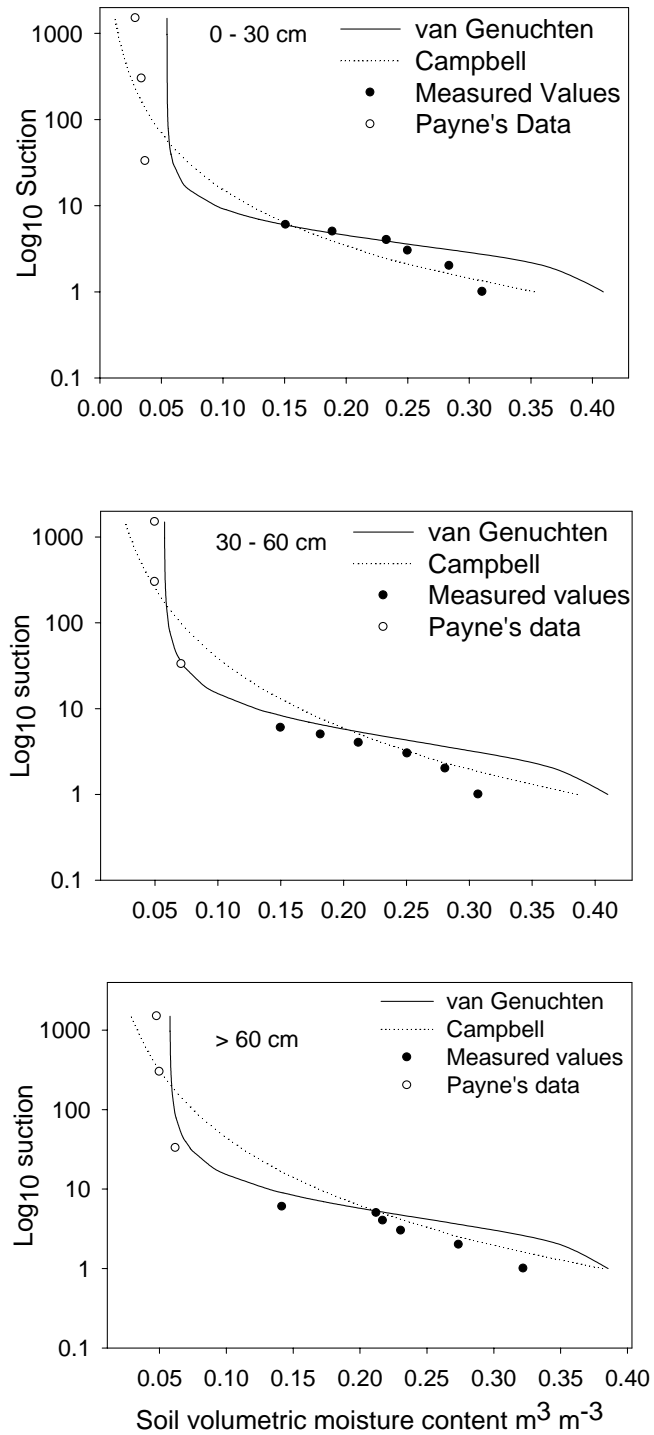 1000
100
10
1
0.1
Log10 Suction
0 - 30 cm
van Genuchten
Campbell
Measured Values
Payne's Data
0.00 0.05 0.10 0.15 0.20 0.25 0.30 0.35 0.40
1000
100
10
1
0.1
Log10 suction
30 - 60 cm
van Genuchten
Campbell
Measured values
Payne's data
0.05 0.10 0.15 0.20 0.25 0.30 0.35 0.40
1000
100
10
1
0.1
Log10 suction
> 60 cm
van Genuchten
Campbell
Measured values
Payne's data
0.05 0.10 0.15 0.20 0.25 0.30 0.35 0.40
Soil volumetric moisture content m³ m⁻³